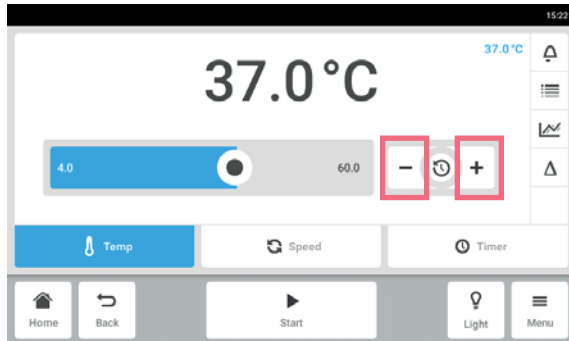 15:22
37.0°C
37.0°C
4.0
60.0
− +
Temp
Speed
Timer
Home
Back
Start
Light
Menu